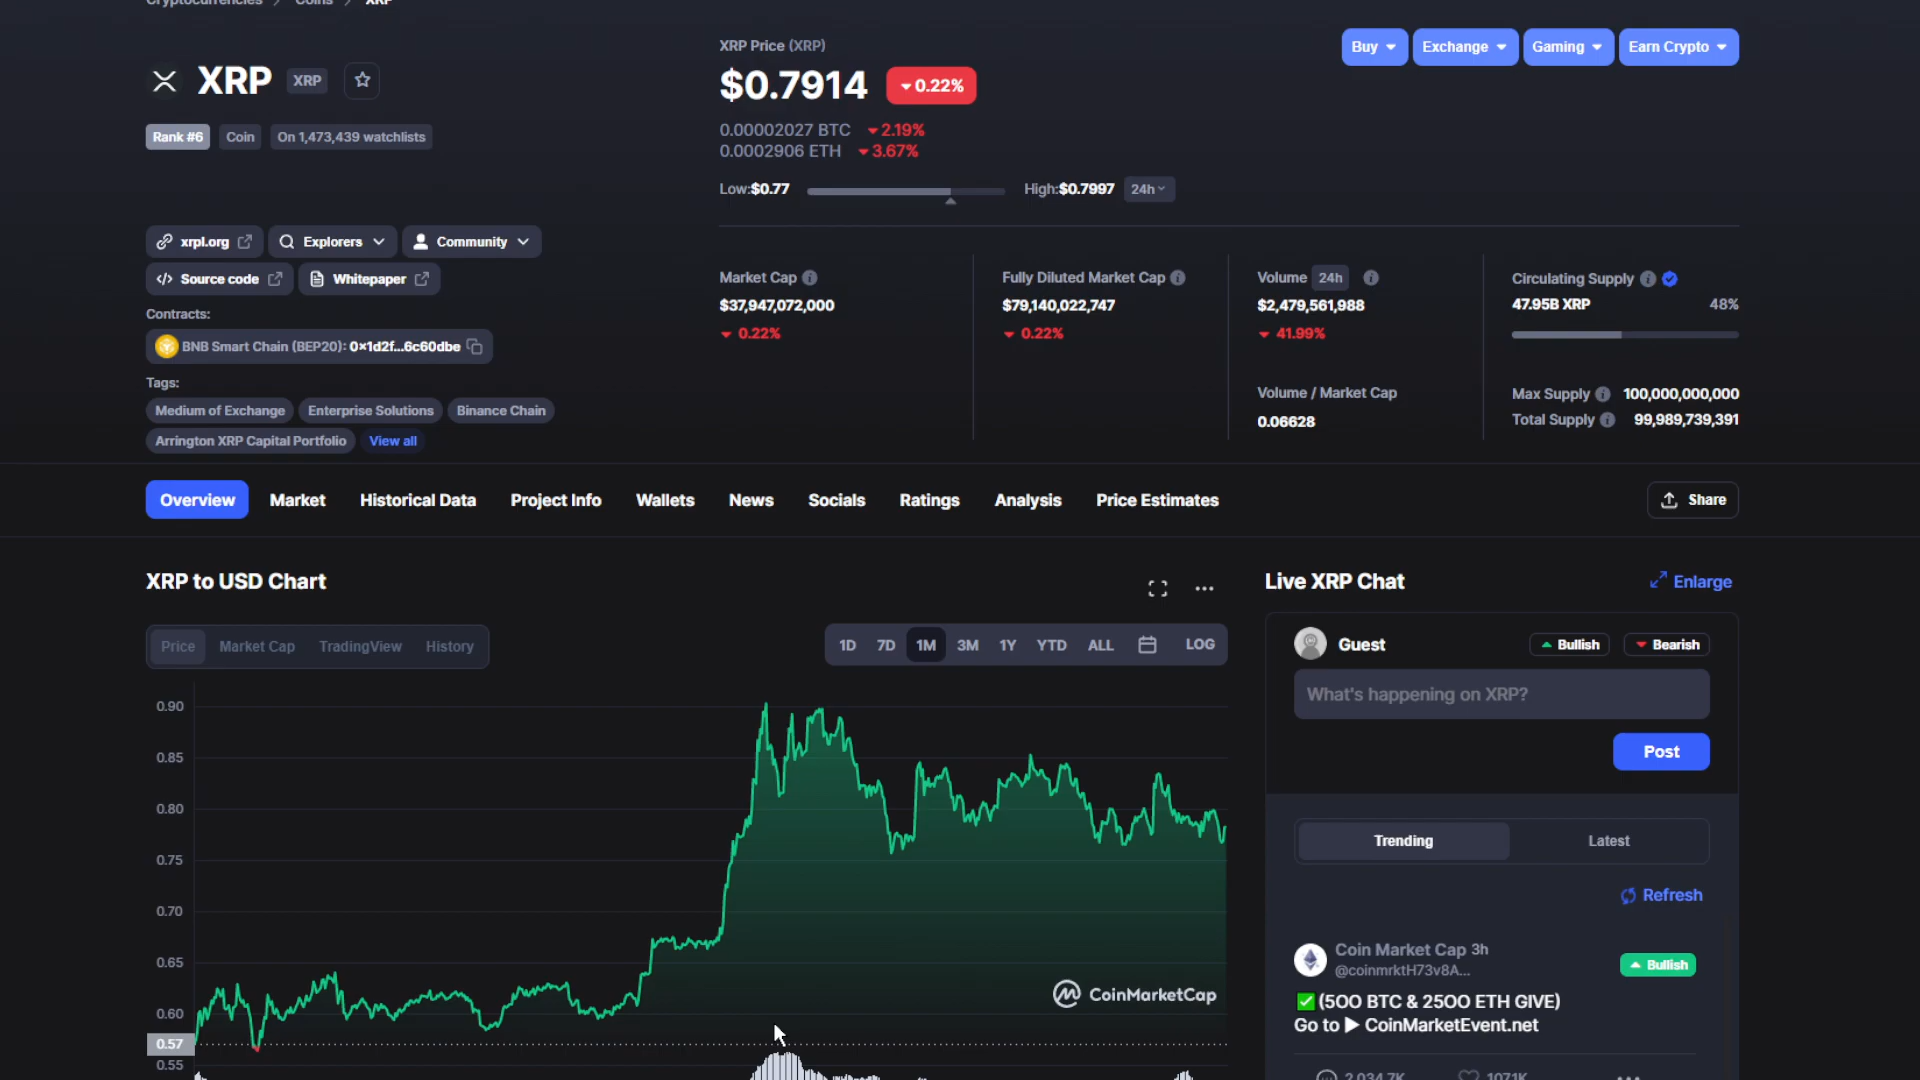 Cryptocurrencies > Coins > XRP
XRP XRP
Rank #6 Coin On 1,473,439 watchlists
xrpl.org Explorers Community
Source code Whitepaper
Contracts:
BNB Smart Chain (BEP20): 0x1d2f...6c60dbe
Tags:
Medium of Exchange Enterprise Solutions Binance Chain
Arrington XRP Capital Portfolio View all
XRP Price (XRP)
$0.7914 0.22%
0.00002027 BTC 2.19%
0.0002906 ETH 3.67%
Low:$0.77 High:$0.7997 24h
Buy Exchange Gaming Earn Crypto
Market Cap
$37,947,072,000
0.22%
Fully Diluted Market Cap
$79,140,022,747
0.22%
Volume 24h
$2,479,561,988
41.99%
Volume / Market Cap
0.06628
Circulating Supply
47.95B XRP 48%
Max Supply 100,000,000,000
Total Supply 99,989,739,391
Overview Market Historical Data Project Info Wallets News Socials Ratings Analysis Price Estimates Share
XRP to USD Chart
Price Market Cap TradingView History
1D 7D 1M 3M 1Y YTD ALL LOG
0.90
0.85
0.80
0.75
0.70
0.65
0.60
0.57
0.55
CoinMarketCap
Live XRP Chat Enlarge
Guest Bullish Bearish
What's happening on XRP?
Post
Trending Latest
Refresh
Coin Market Cap 3h
@coinmrktH73v8A...
Bullish
✅(5OO BTC & 25OO ETH GIVE)
Go to ▶ CoinMarketEvent.net
2,034.7K 1071K